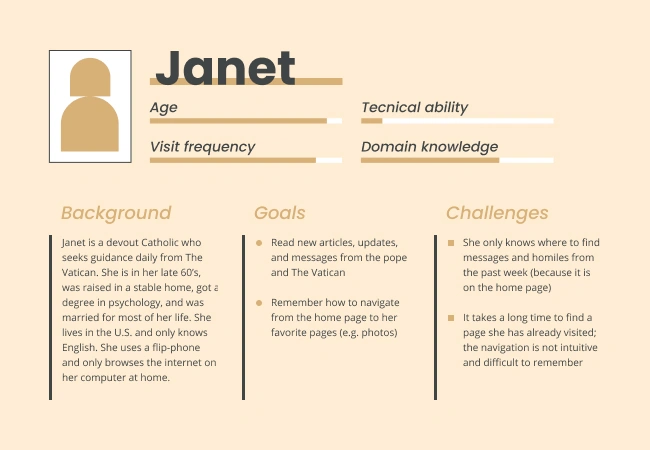 Janet
Age
Tecnical ability
Visit frequency
Domain knowledge
Background
Goals
Challenges
Janet is a devout Catholic who
seeks guidance daily from The
Vatican. She is in her late 60's,
was raised in a stable home, got a
degree in psychology, and was
married for most of her life. She
lives in the U.S. and only knows
English. She uses a flip-phone
and only browses the internet on
her computer at home.
Read new articles, updates,
and messages from the pope
and The Vatican
Remember how to navigate
from the home page to her
favorite pages (e.g. photos)
She only knows where to find
messages and homiles from
the past week (because it is
on the home page)
It takes a long time to find a
page she has already visited;
the navigation is not intuitive
and difficult to remember